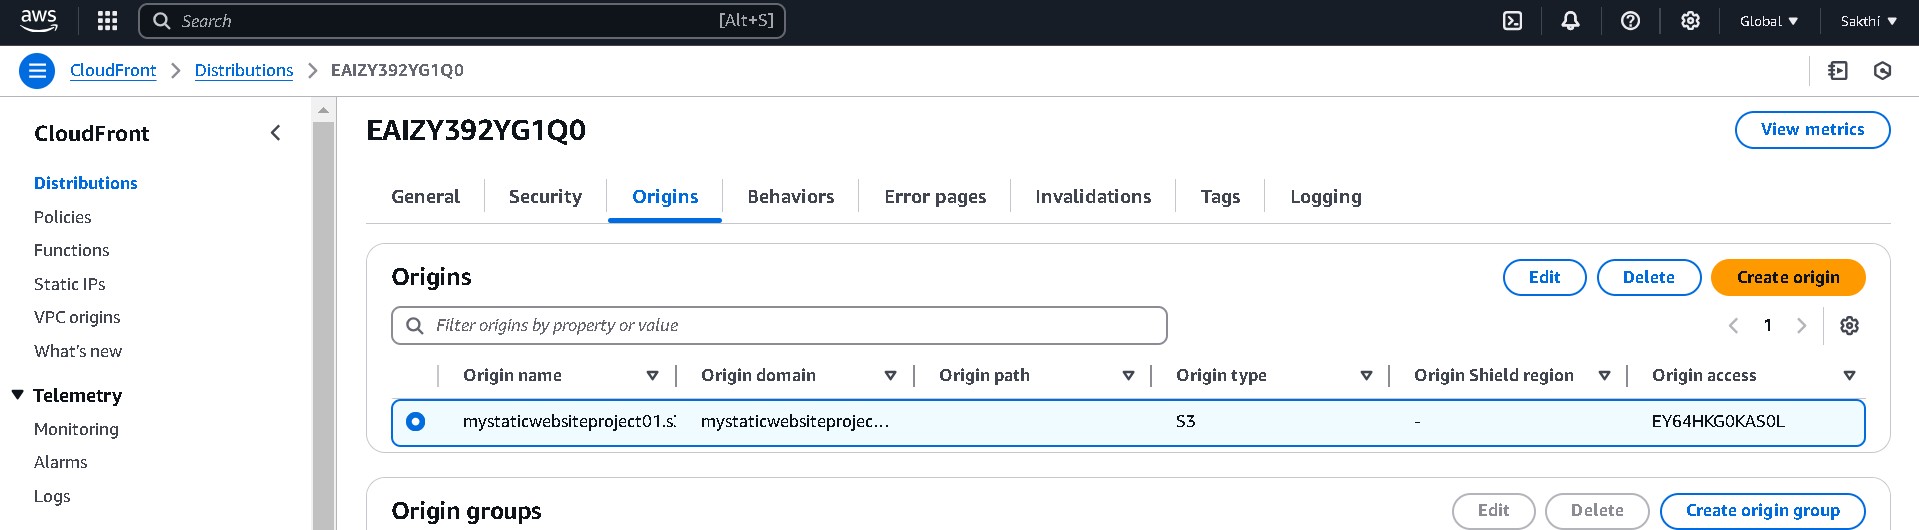 aws Search [Alt+S] Global Sakthi
CloudFront Distributions EAIZY392YG1Q0
CloudFront
Distributions
Policies
Functions
Static IPs
VPC origins
What's new
Telemetry
Monitoring
Alarms
Logs
EAIZY392YG1Q0 View metrics
General Security Origins Behaviors Error pages Invalidations Tags Logging
Origins Edit Delete Create origin
Filter origins by property or value 1
Origin name Origin domain Origin path Origin type Origin Shield region Origin access
mystaticwebsiteproject01.s mystaticwebsiteprojec... S3 - EY64HKG0KAS0L
Origin groups Edit Delete Create origin group